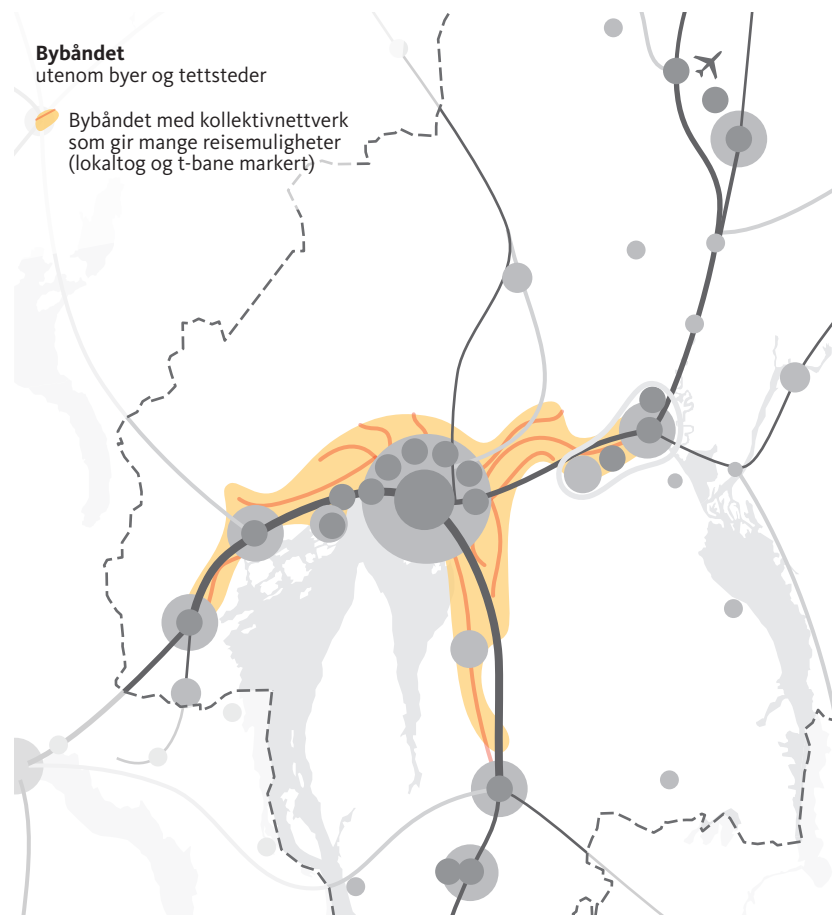 Bybåndet
utenom byer og tettsteder
Bybåndet med kollektivnettverk
som gir mange reisemuligheter
(lokaltog og t-bane markert)